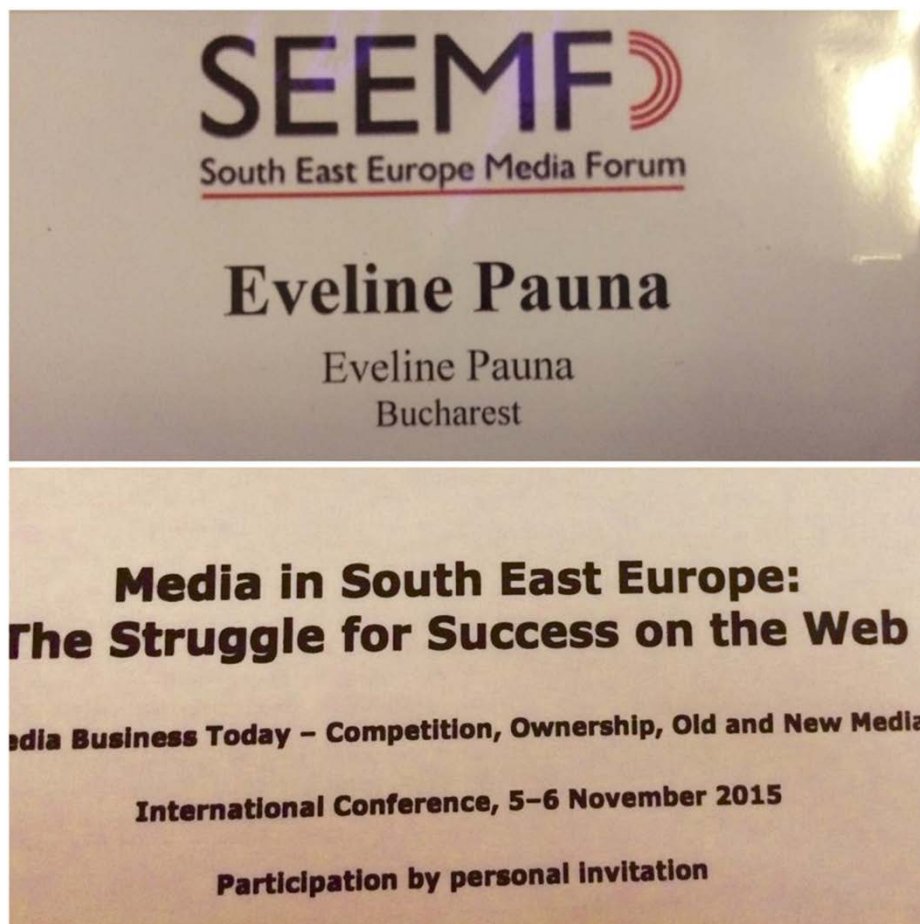 SEEMF
South East Europe Media Forum
Eveline Pauna
Eveline Pauna
Bucharest
Media in South East Europe:
The Struggle for Success on the Web
edia Business Today – Competition, Ownership, Old and New Media
International Conference, 5–6 November 2015
Participation by personal invitation